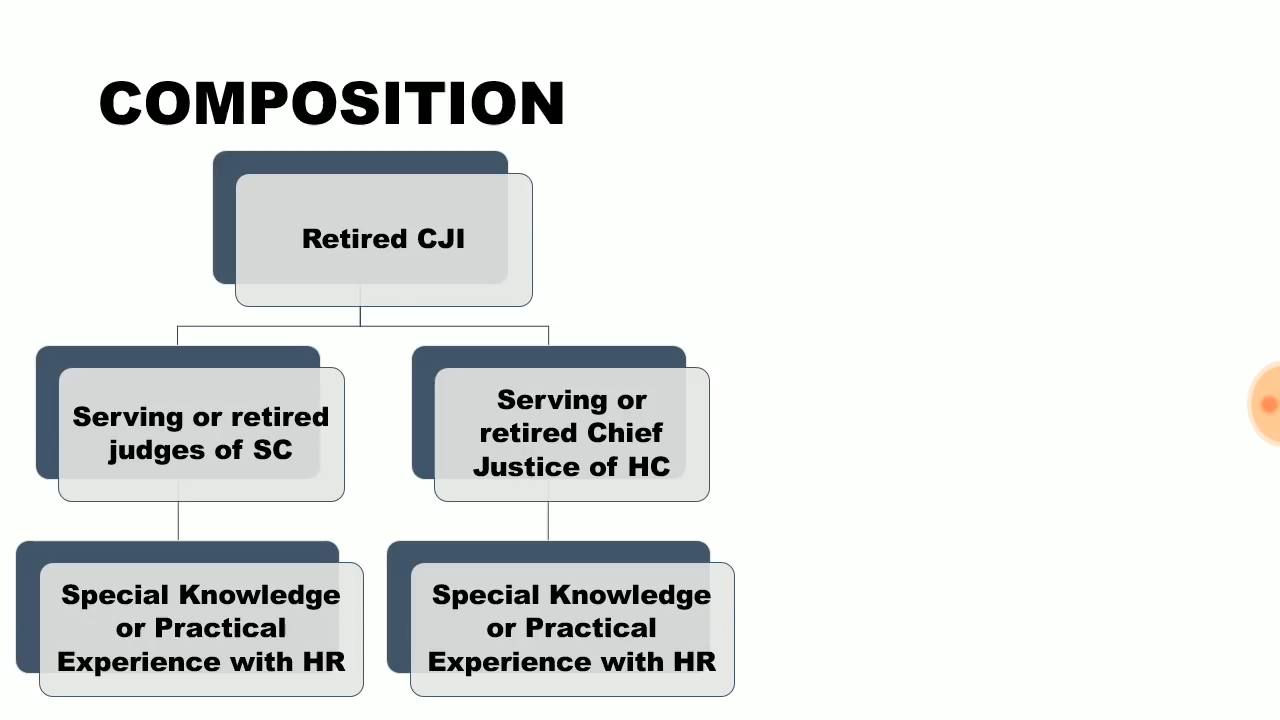 COMPOSITION
Retired CJI
Serving or retired
judges of SC
Serving or
retired Chief
Justice of HC
Special Knowledge
or Practical
Experience with HR
Special Knowledge
or Practical
Experience with HR